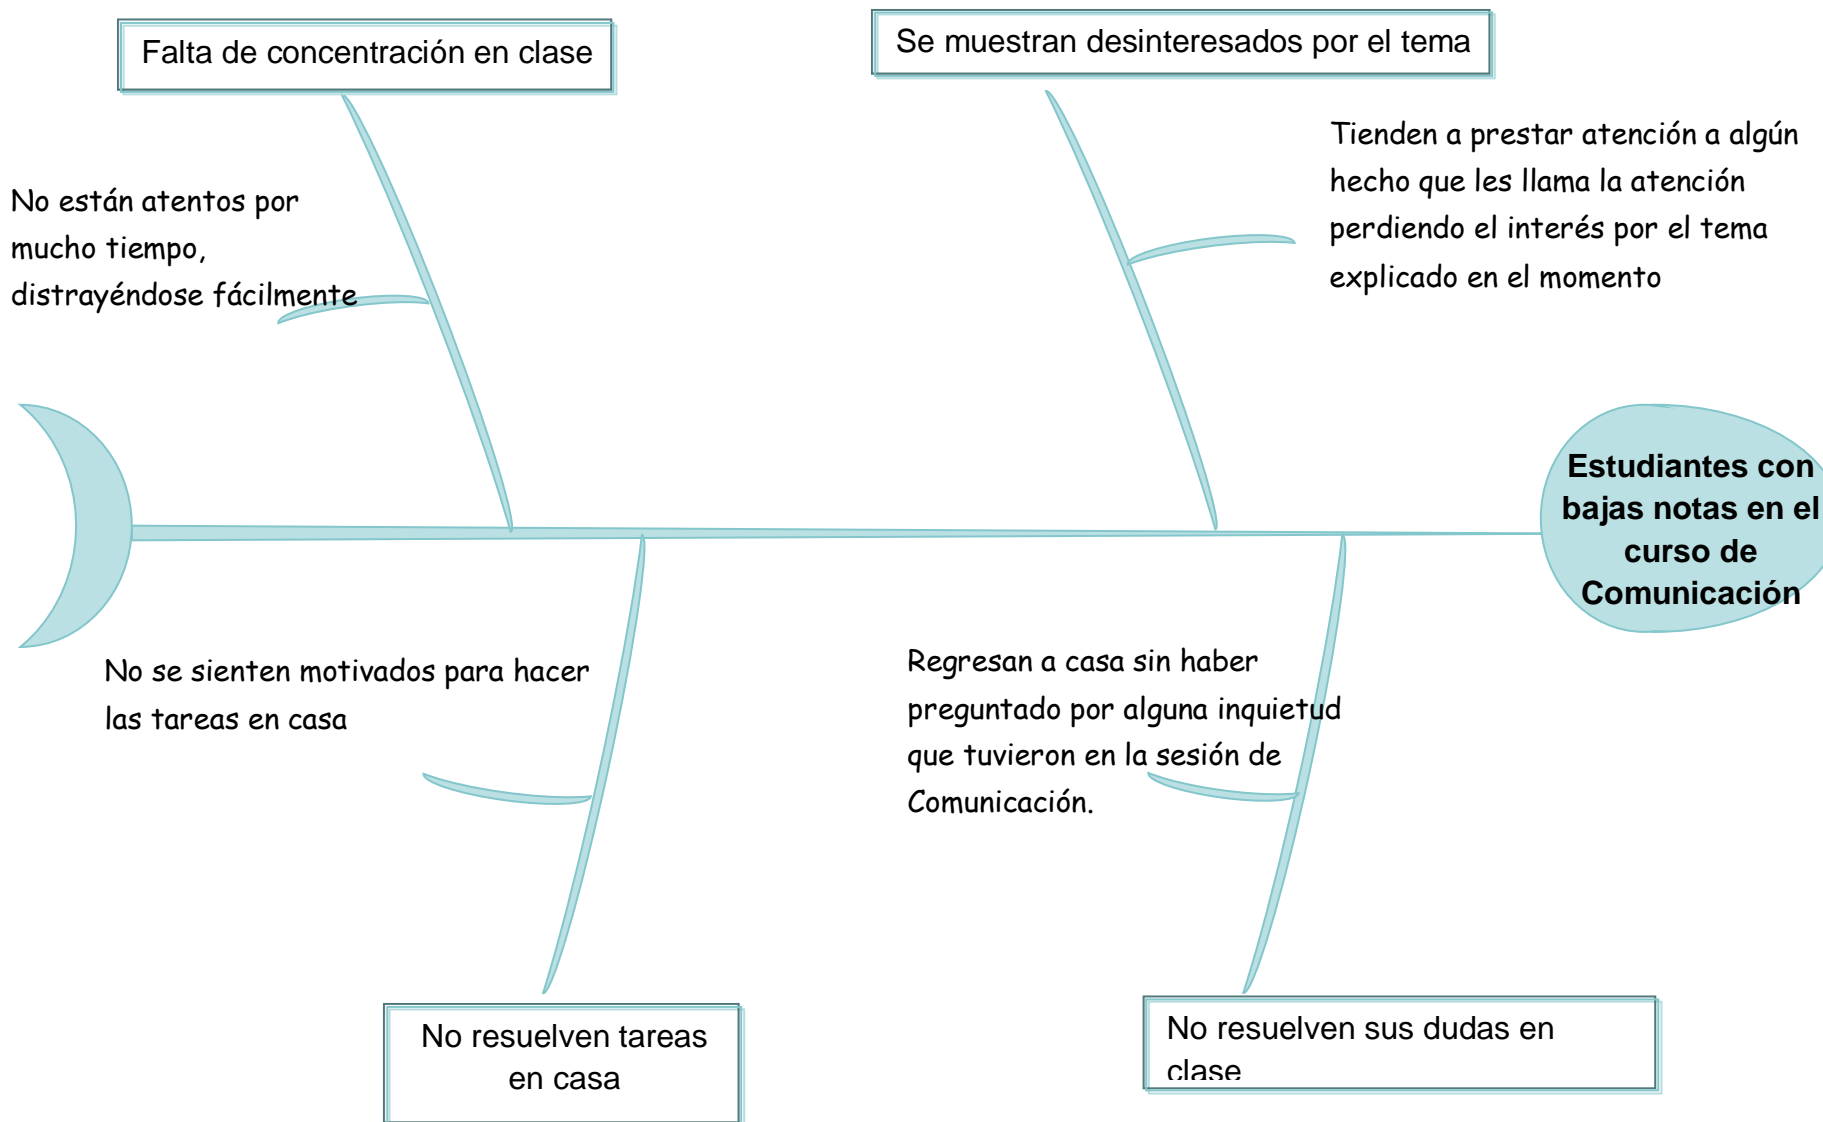 Falta de concentración en clase
Se muestran desinteresados por el tema
No están atentos por
mucho tiempo,
distrayéndose fácilmente
Tienden a prestar atención a algún
hecho que les llama la atención
perdiendo el interés por el tema
explicado en el momento
Estudiantes con
bajas notas en el
curso de
Comunicación
No se sienten motivados para hacer
las tareas en casa
Regresan a casa sin haber
preguntado por alguna inquietud
que tuvieron en la sesión de
Comunicación.
No resuelven tareas
en casa
No resuelven sus dudas en
clase